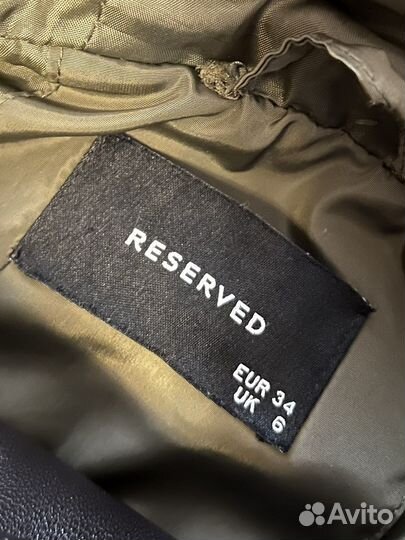 RESERVED
EUR 34
UK 6
Avito